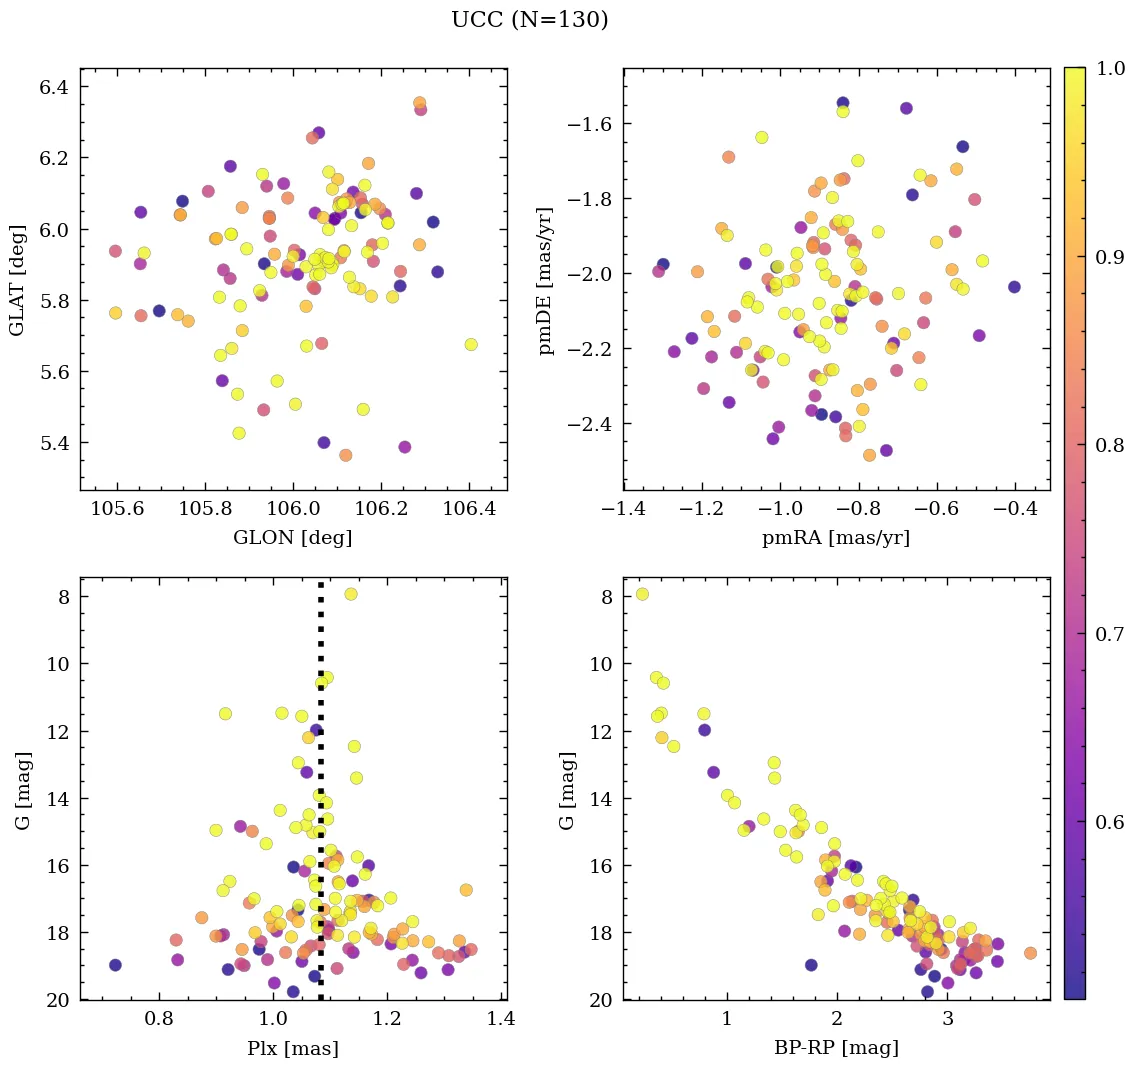 UCC (N=130)
6.4
6.2
6.0
5.8
5.6
5.4
GLAT [deg]
105.6 105.8 106.0 106.2 106.4
GLON [deg]
−1.6
−1.8
−2.0
−2.2
−2.4
pmDE [mas/yr]
−1.4 −1.2 −1.0 −0.8 −0.6 −0.4
pmRA [mas/yr]
8
10
12
14
16
18
20
G [mag]
0.8 1.0 1.2 1.4
Plx [mas]
8
10
12
14
16
18
20
G [mag]
1 2 3
BP-RP [mag]
1.0
0.9
0.8
0.7
0.6